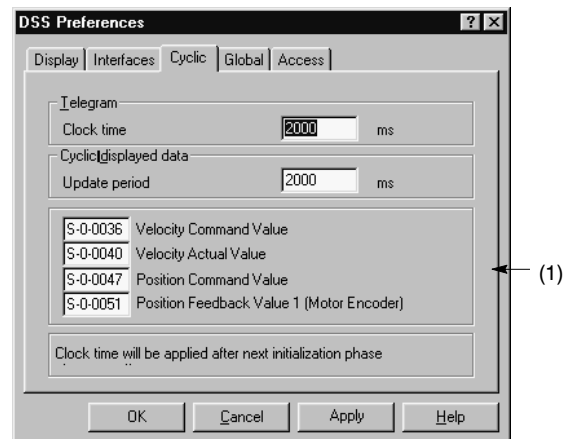 DSS Preferences
Display Interfaces Cyclic Global Access
Telegram
Clock time 2000 ms
Cyclic displayed data
Update period 2000 ms
S-0-0036 Velocity Command Value
S-0-0040 Velocity Actual Value
S-0-0047 Position Command Value
S-0-0051 Position Feedback Value 1 (Motor Encoder)
(1)
Clock time will be applied after next initialization phase
OK Cancel Apply Help